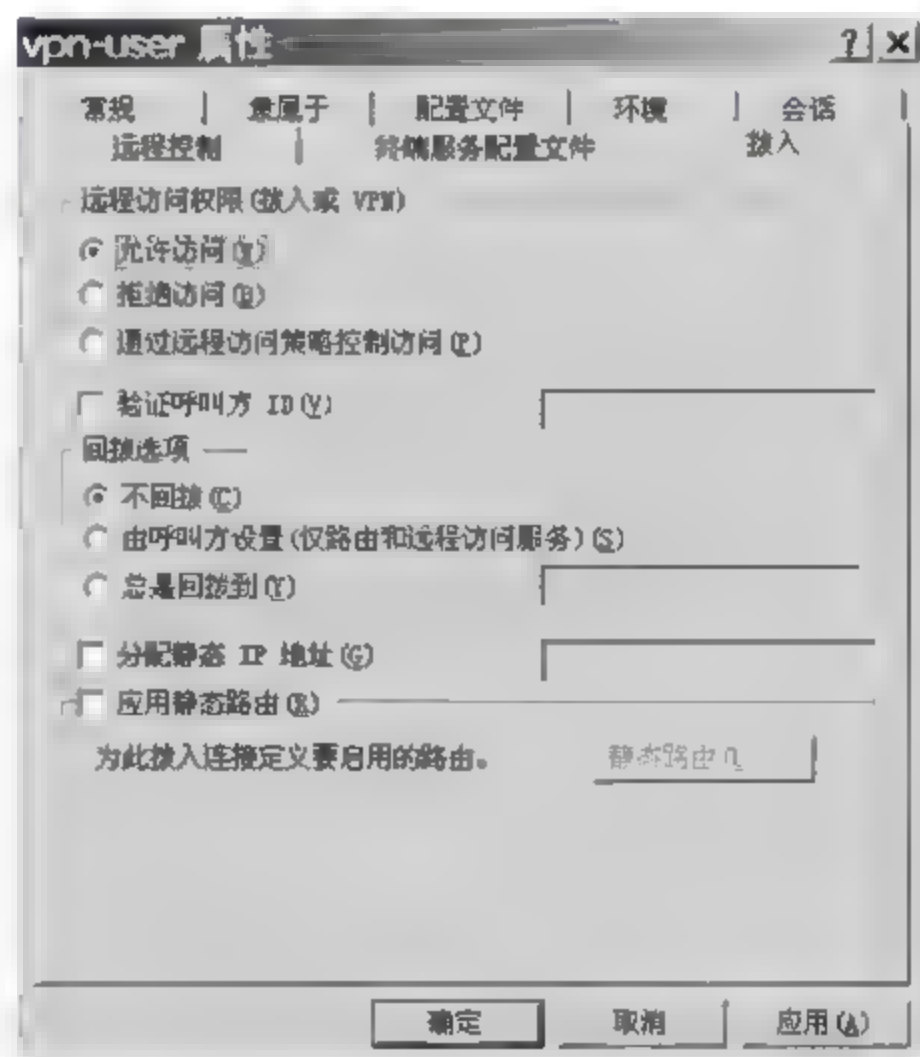 vpn-user 属性
常规 隶属于 配置文件 环境 会话
远程控制 终端服务配置文件 拨入
远程访问权限(拨入或 VPN)
允许访问(W)
拒绝访问(D)
通过远程访问策略控制访问(P)
验证呼叫方 ID(V)
回拨选项
不回拨(C)
由呼叫方设置(仅路由和远程访问服务)(S)
总是回拨到(Y)
分配静态 IP 地址(G)
应用静态路由(R)
为此拨入连接定义要启用的路由。
静态路由
确定 取消 应用(A)